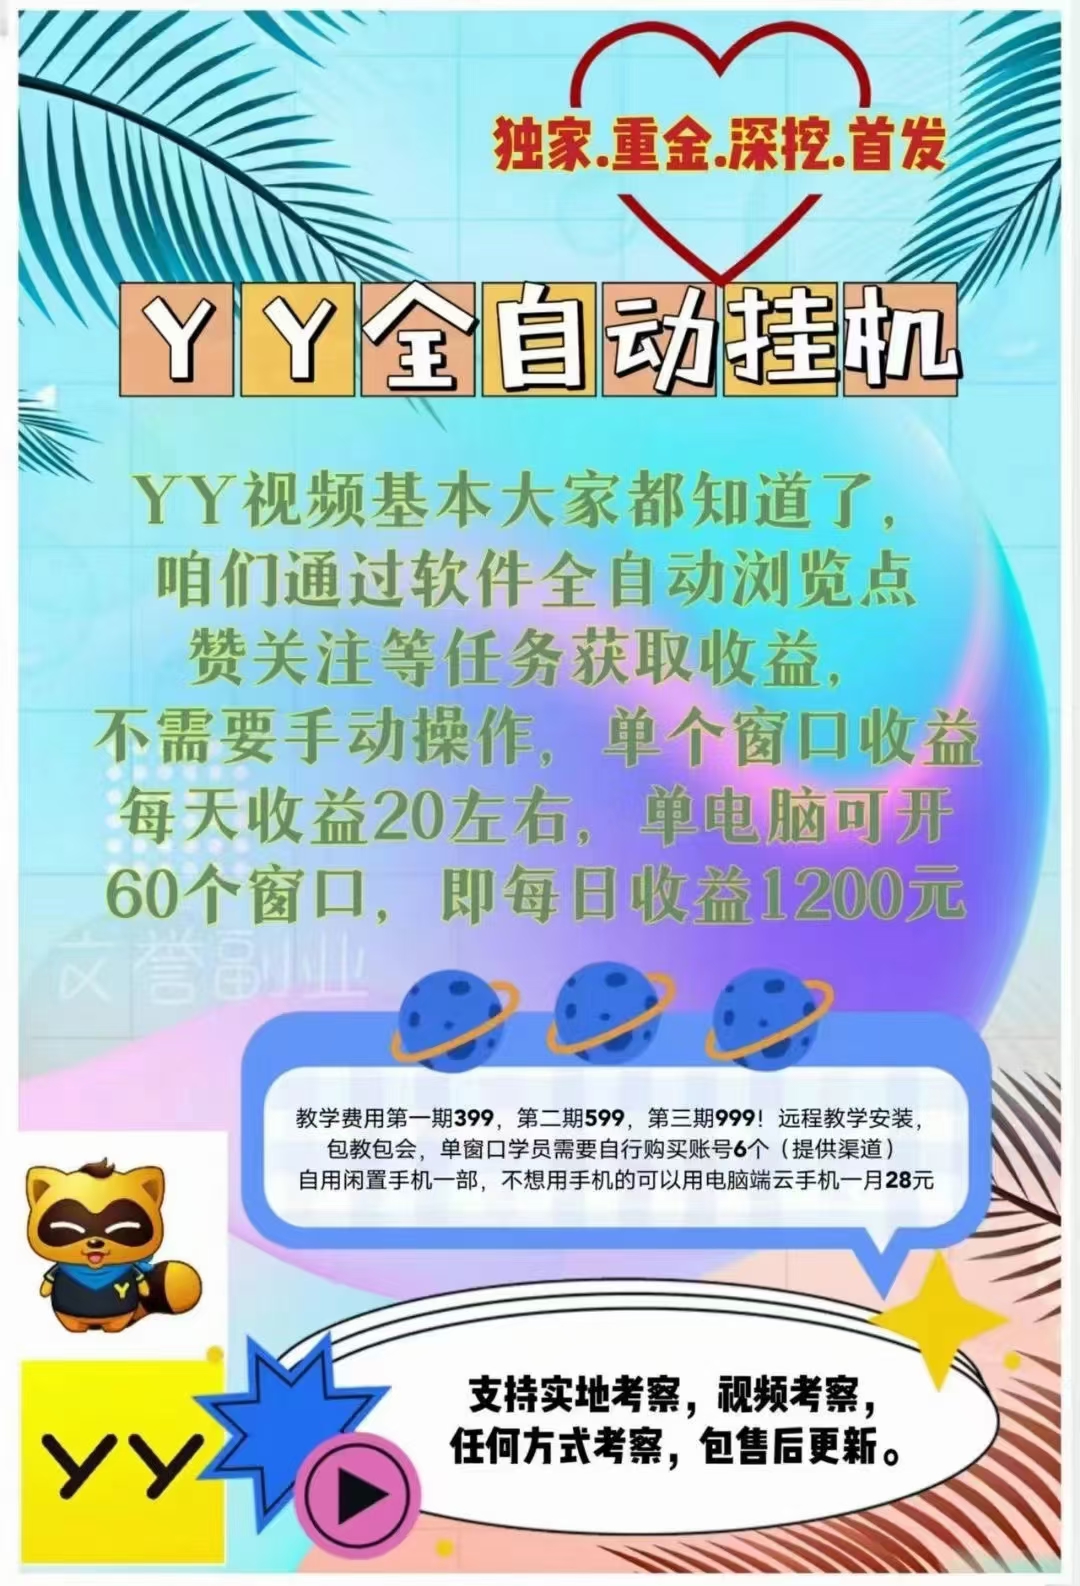 独家.重金.深挖.首发
YY全自动挂机
YY视频基本大家都知道了，
咱们通过软件全自动浏览点
赞关注等任务获取收益，
不需要手动操作，单个窗口收益
每天收益20左右，单电脑可开
60个窗口，即每日收益1200元
文誉副业
教学费用第一期399，第二期599，第三期999！远程教学安装，
包教包会，单窗口学员需要自行购买账号6个（提供渠道）
自用闲置手机一部，不想用手机的可以用电脑端云手机一月28元
Y
支持实地考察，视频考察，
任何方式考察，包售后更新。
YY